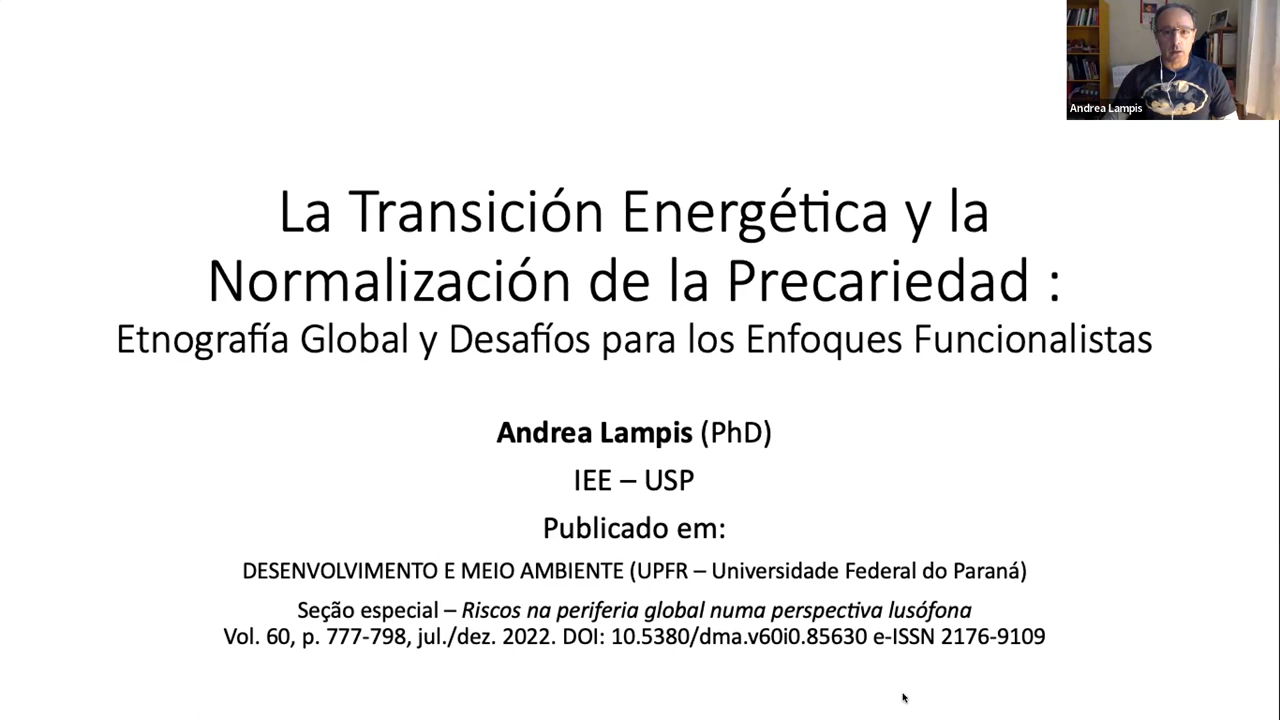 Andrea Lampis
La Transición Energética y la
Normalización de la Precariedad :
Etnografía Global y Desafíos para los Enfoques Funcionalistas
Andrea Lampis (PhD)
IEE – USP
Publicado em:
DESENVOLVIMENTO E MEIO AMBIENTE (UPFR – Universidade Federal do Paraná)
Seção especial – Riscos na periferia global numa perspectiva lusófona
Vol. 60, p. 777-798, jul./dez. 2022. DOI: 10.5380/dma.v60i0.85630 e-ISSN 2176-9109